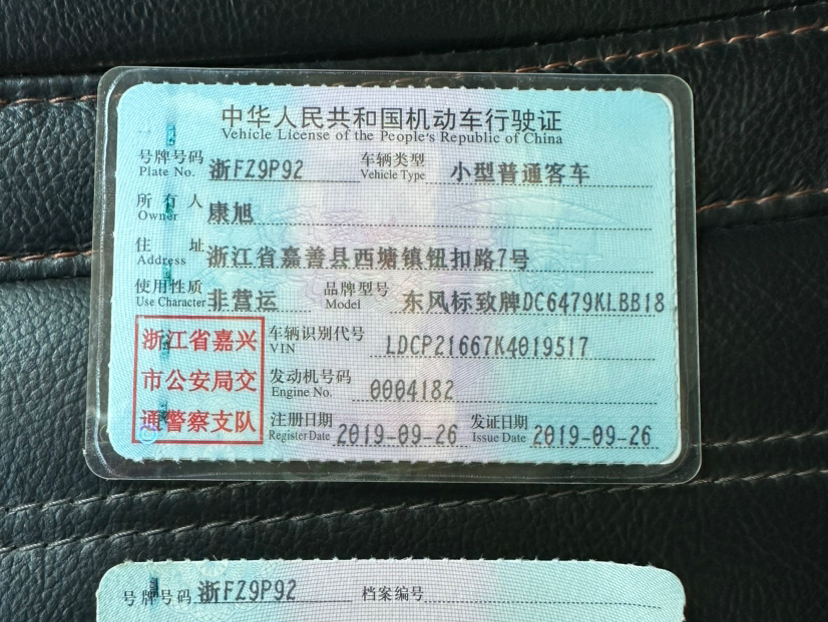 中华人民共和国机动车行驶证
Vehicle License of the People's Republic of China
号牌号码 浙FZ9P92 车辆类型 小型普通客车
Plate No. Vehicle Type
所有人 康旭
Owner
住址 浙江省嘉善县西塘镇钮扣路7号
Address
使用性质 非营运 品牌型号 东风标致牌DC6479KLBB18
Use Character Model
浙江省嘉兴
市公安局交
通警察支队
车辆识别代号 LDCP21667K4019517
VIN
发动机号码 0004182
Engine No.
注册日期 2019-09-26 发证日期 2019-09-26
Register Date Issue Date
号牌号码 浙FZ9P92 档案编号